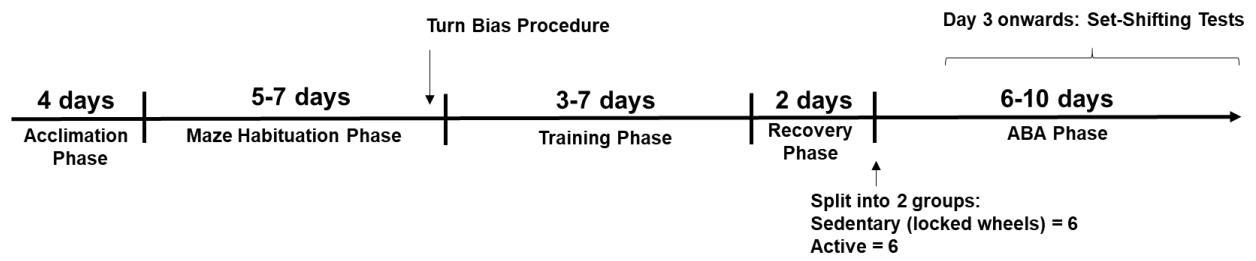 Turn Bias Procedure
Day 3 onwards: Set-Shifting Tests
4 days
5-7 days
3-7 days
2 days
6-10 days
Acclimation
Phase
Maze Habituation Phase
Training Phase
Recovery
Phase
ABA Phase
Split into 2 groups:
Sedentary (locked wheels) = 6
Active = 6